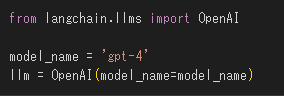 from langchain.llms import OpenAI
model_name = 'gpt-4'
llm = OpenAI(model_name=model_name)